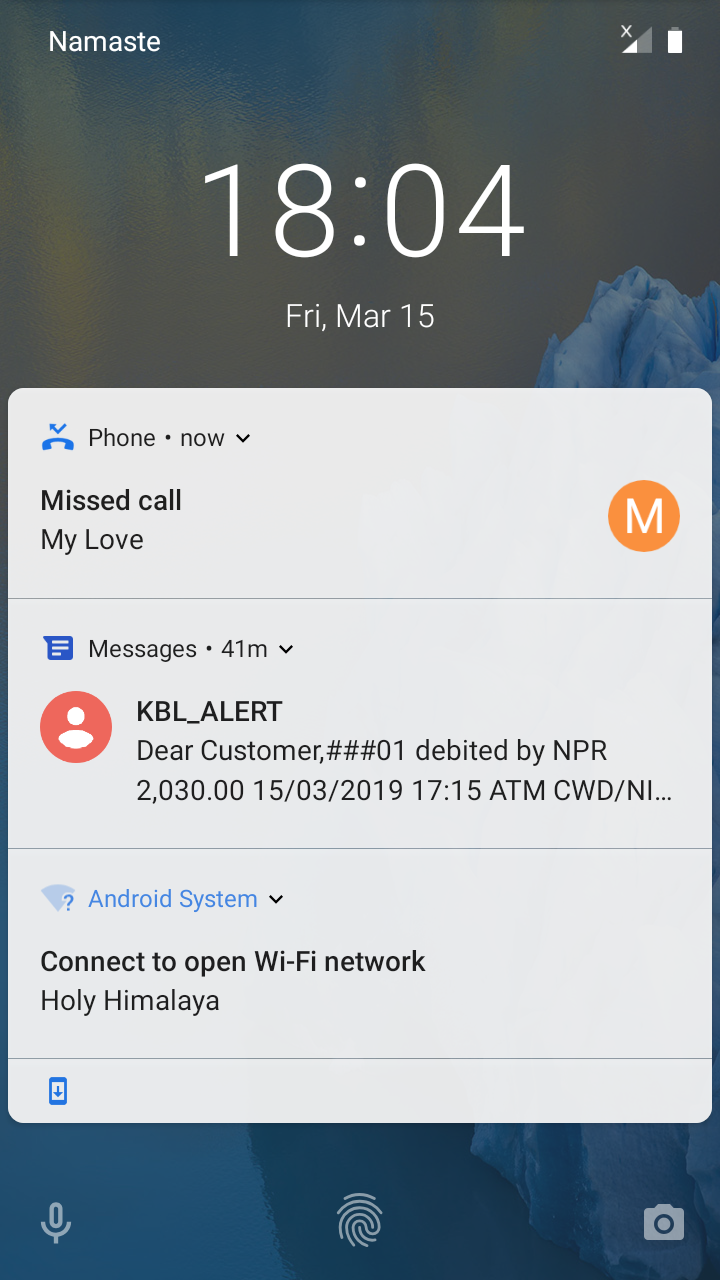 Namaste
x
18:04
Fri, Mar 15
Phone • now
Missed call
My Love
M
Messages • 41m
KBL_ALERT
Dear Customer,###01 debited by NPR
2,030.00 15/03/2019 17:15 ATM CWD/NI…
Android System
?
Connect to open Wi-Fi network
Holy Himalaya